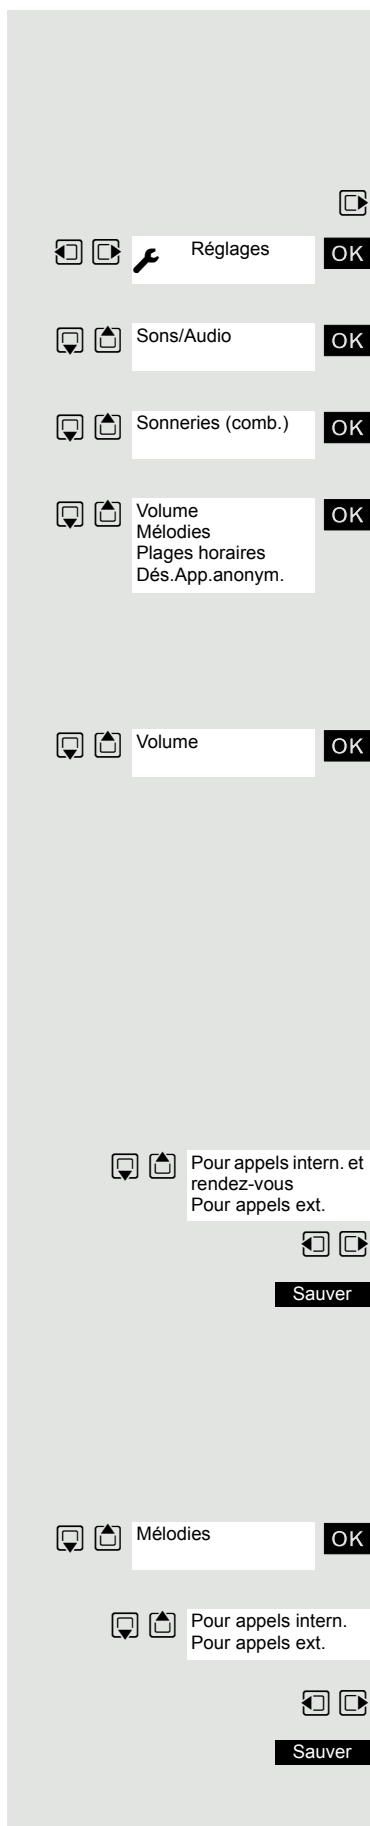 Réglages OK
Sons/Audio OK
Sonneries (comb.) OK
Volume OK
Mélodies
Plages horaires
Dés.App.anonym.
Volume OK
Pour appels intern. et
rendez-vous
Pour appels ext.
Sauver
Mélodies OK
Pour appels intern.
Pour appels ext.
Sauver